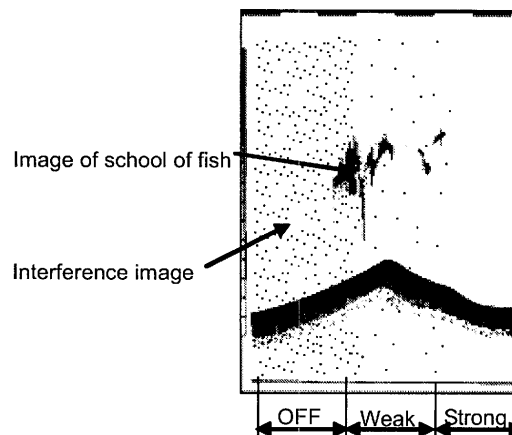 Image of school of fish
Interference image
OFF Weak Strong